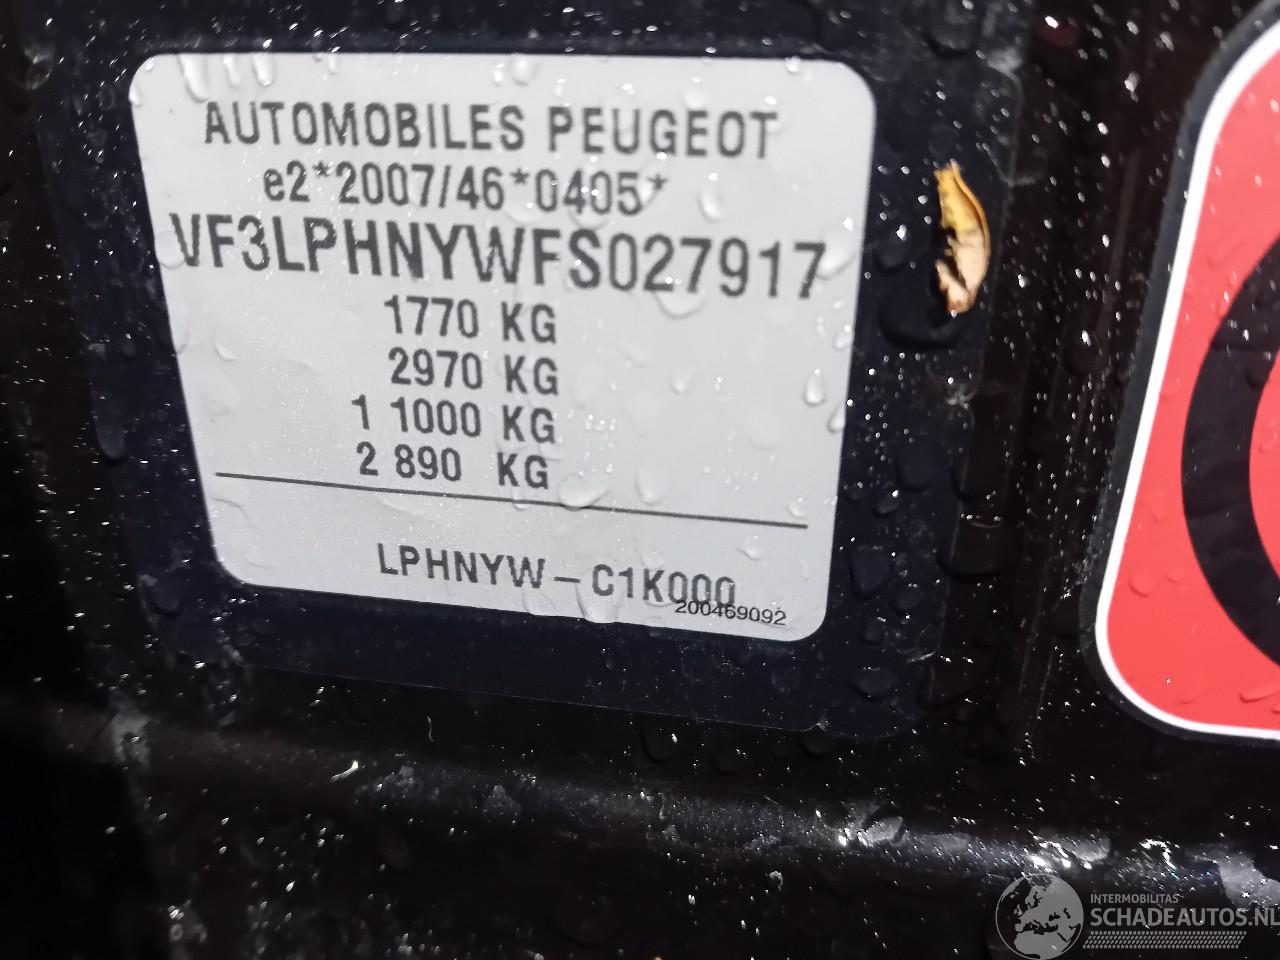 AUTOMOBILES PEUGEOT
e2*2007/46*0405*
VF3LPHNYWFS027917
1770 KG
2970 KG
1 1000 KG
2 890 KG
LPHNYW - C1K000
200469092
INTERMOBILITAS
SCHADEAUTOS.NL